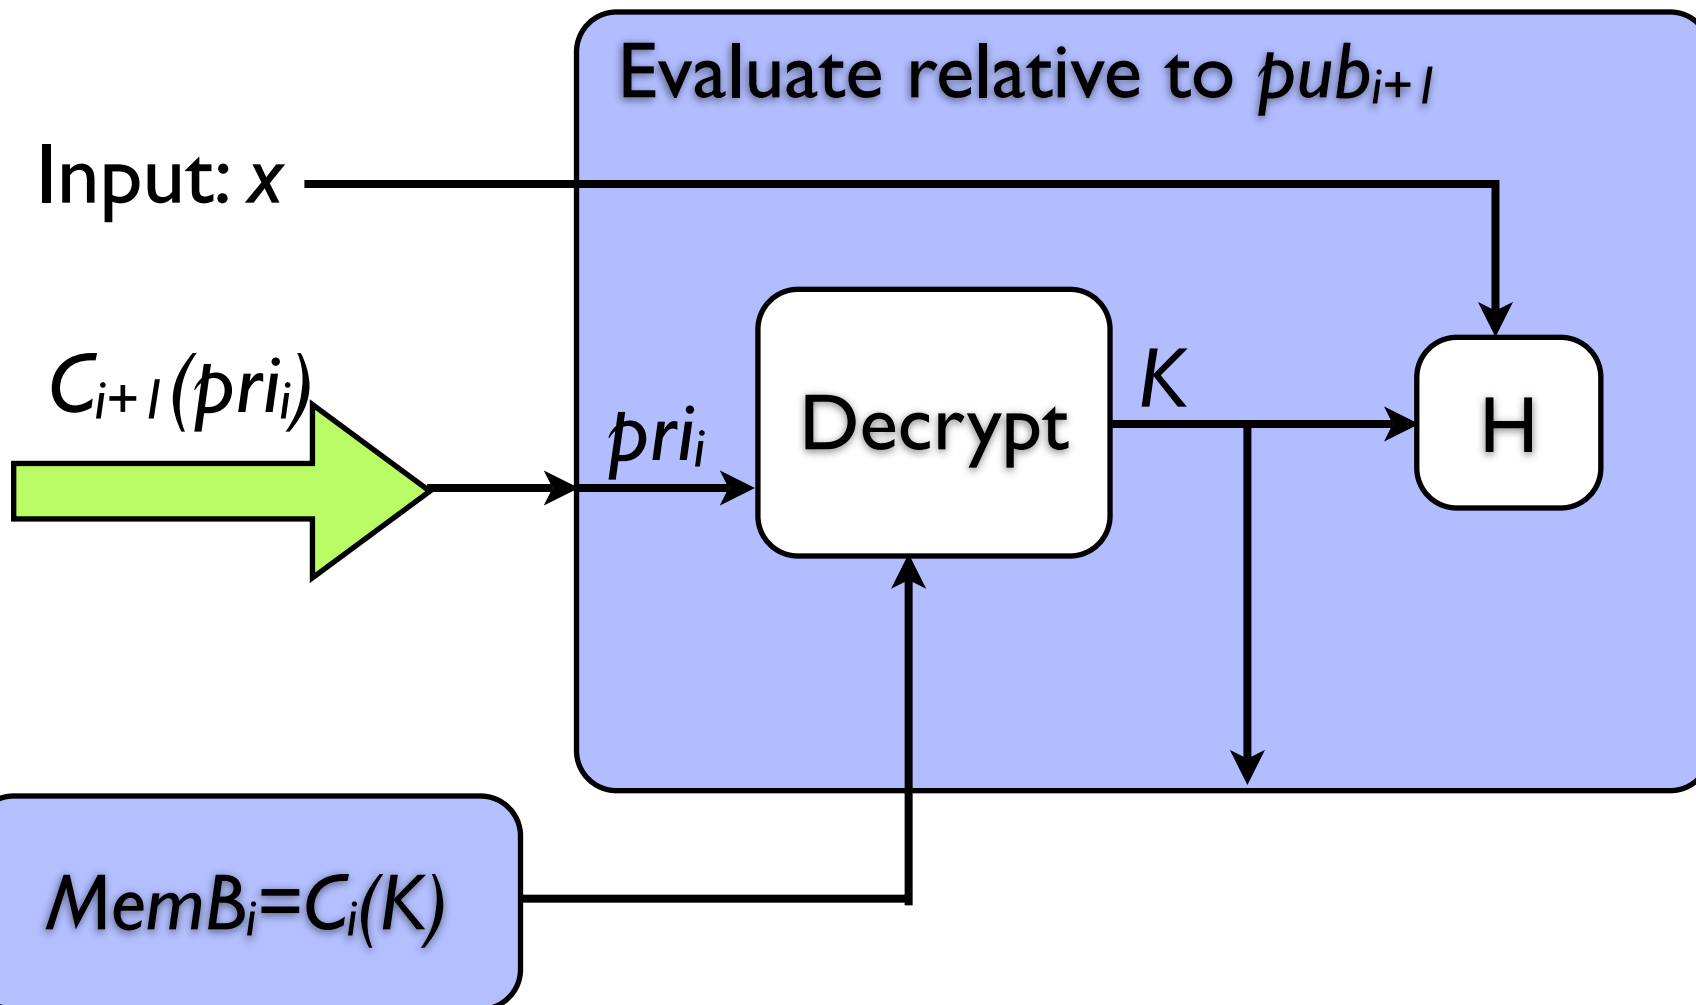 Evaluate relative to pubi+1
Input: x
Ci+1(prii)
prii
Decrypt
K
H
MemBi=Ci(K)